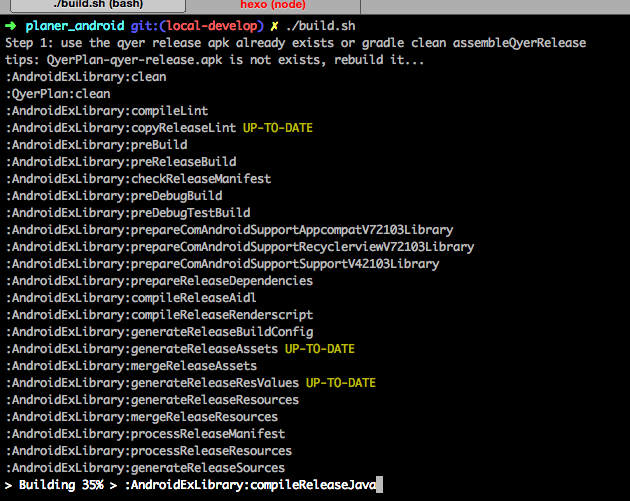 ./build.sh (bash) hexo (node)
➜ planer_android git:(local-develop) ✗ ./build.sh
Step 1: use the qyer release apk already exists or gradle clean assembleQyerRelease
tips: QyerPlan-qyer-release.apk is not exists, rebuild it...
:AndroidExLibrary:clean
:QyerPlan:clean
:AndroidExLibrary:compileLint
:AndroidExLibrary:copyReleaseLint UP-TO-DATE
:AndroidExLibrary:preBuild
:AndroidExLibrary:preReleaseBuild
:AndroidExLibrary:checkReleaseManifest
:AndroidExLibrary:preDebugBuild
:AndroidExLibrary:preDebugTestBuild
:AndroidExLibrary:prepareComAndroidSupportAppcompatV72103Library
:AndroidExLibrary:prepareComAndroidSupportRecyclerviewV72103Library
:AndroidExLibrary:prepareComAndroidSupportSupportV42103Library
:AndroidExLibrary:prepareReleaseDependencies
:AndroidExLibrary:compileReleaseAidl
:AndroidExLibrary:compileReleaseRenderscript
:AndroidExLibrary:generateReleaseBuildConfig
:AndroidExLibrary:generateReleaseAssets UP-TO-DATE
:AndroidExLibrary:mergeReleaseAssets
:AndroidExLibrary:generateReleaseResValues UP-TO-DATE
:AndroidExLibrary:generateReleaseResources
:AndroidExLibrary:mergeReleaseResources
:AndroidExLibrary:processReleaseManifest
:AndroidExLibrary:processReleaseResources
:AndroidExLibrary:generateReleaseSources
> Building 35% > :AndroidExLibrary:compileReleaseJava